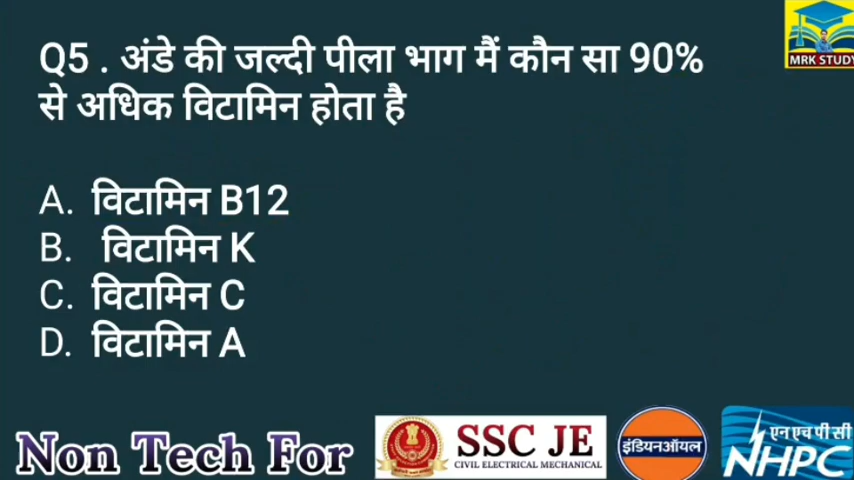 Q5 . अंडे की जल्दी पीला भाग मैं कौन सा 90%
से अधिक विटामिन होता है
A. विटामिन B12
B. विटामिन K
C. विटामिन C
D. विटामिन A
MRK STUDY
Non Tech For
SSC JE
CIVIL ELECTRICAL MECHANICAL
इंडियनऑयल
एन एच पी सी
NHPC